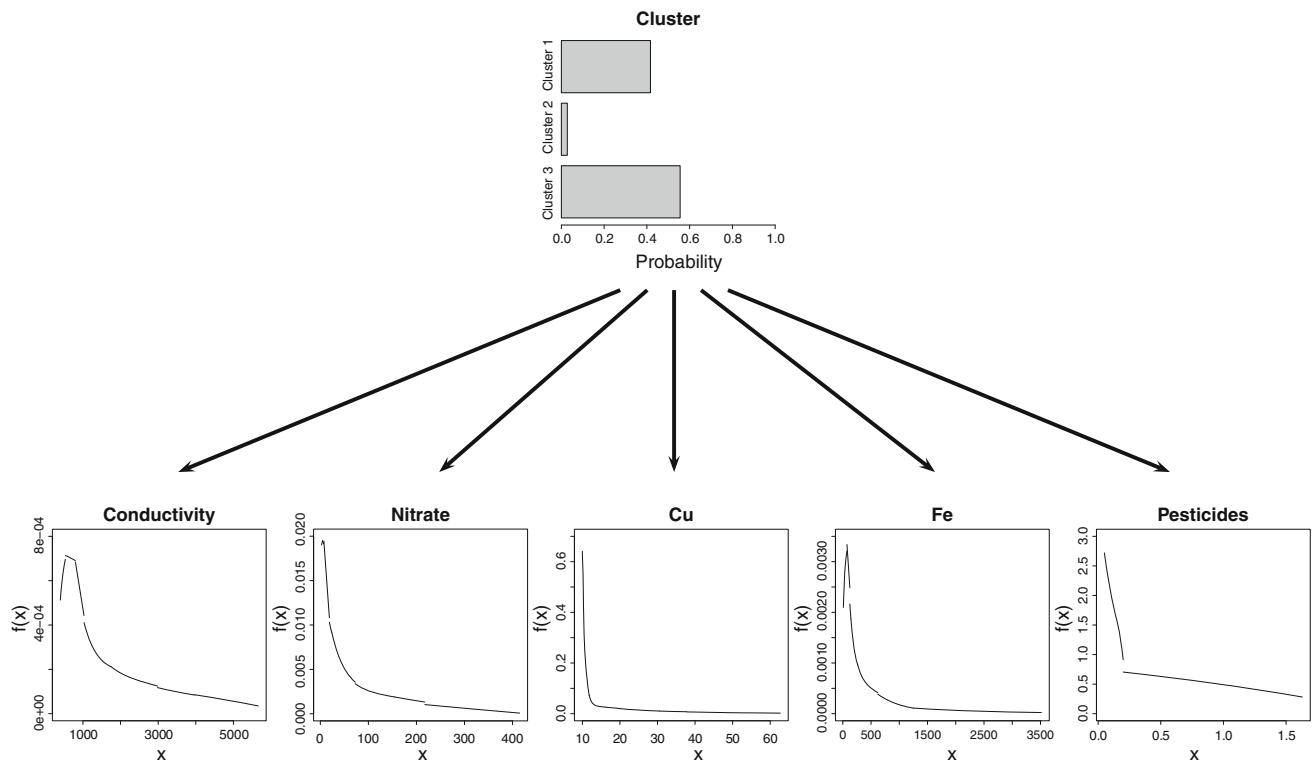 Cluster
Cluster 1
Cluster 2
Cluster 3
0.0 0.2 0.4 0.6 0.8 1.0
Probability
Conductivity
f(x)
0e+00 4e-04 8e-04
1000 3000 5000
x
Nitrate
f(x)
0.000 0.005 0.010 0.015 0.020
0 100 200 300 400
x
Cu
f(x)
0.0 0.2 0.4 0.6
10 20 30 40 50 60
x
Fe
f(x)
0.0000 0.0010 0.0020 0.0030
0 500 1500 2500 3500
x
Pesticides
f(x)
0.0 0.5 1.0 1.5 2.0 2.5 3.0
0.0 0.5 1.0 1.5
x